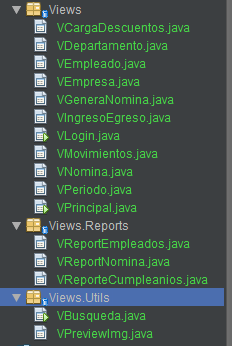 Views
VCargaDescuentos.java
VDepartamento.java
VEmpleado.java
VEmpresa.java
VGeneraNomina.java
VIngresoEgreso.java
VLogin.java
VMovimientos.java
VNomina.java
VPeriodo.java
VPrincipal.java
Views.Reports
VReportEmpleados.java
VReportNomina.java
VReporteCumpleanios.java
Views.Utils
VBusqueda.java
VPreviewImg.java